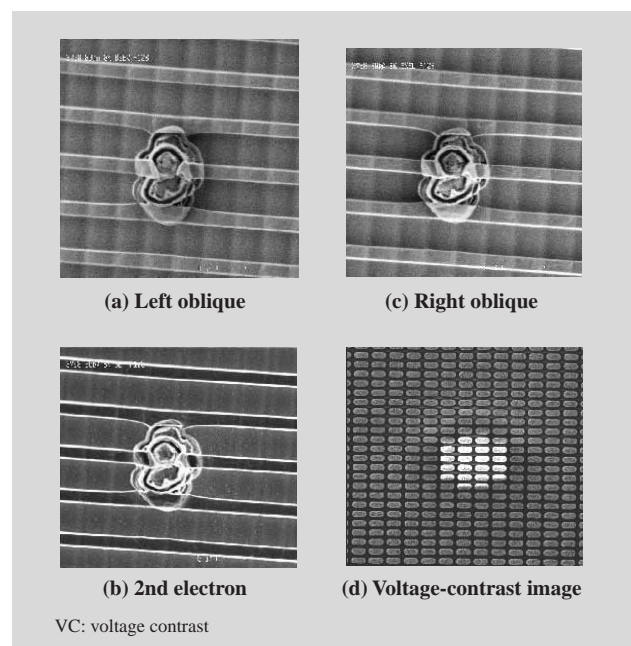 (a) Left oblique
(c) Right oblique
(b) 2nd electron
(d) Voltage-contrast image
VC: voltage contrast